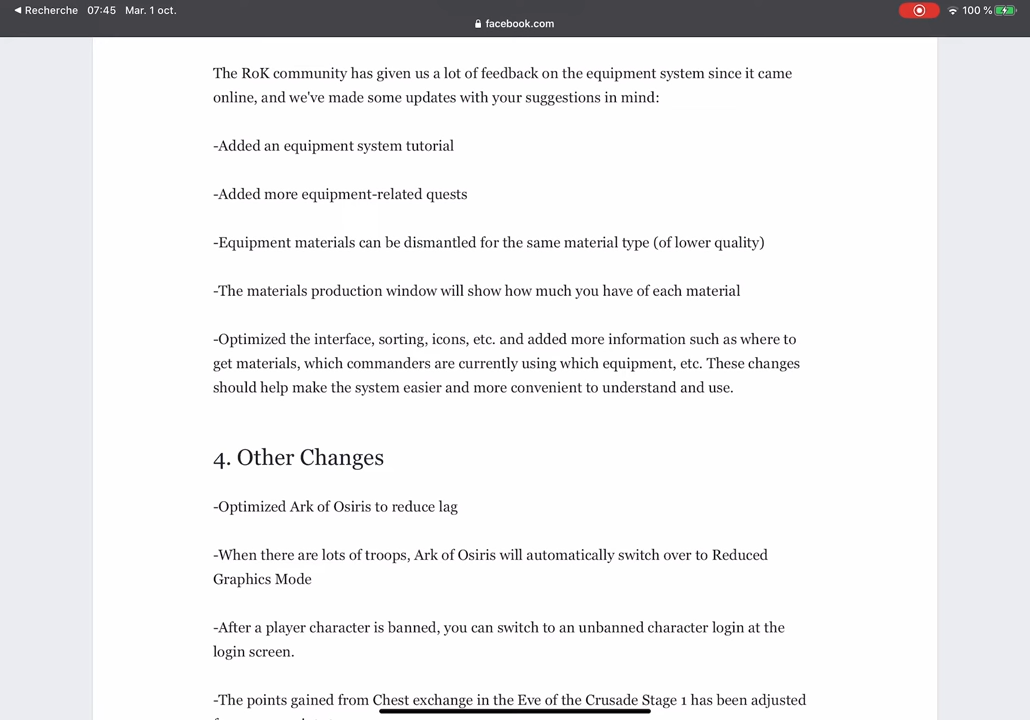 ◀ Recherche 07:45 Mar. 1 oct.
100 %
facebook.com
The RoK community has given us a lot of feedback on the equipment system since it came
online, and we've made some updates with your suggestions in mind:
-Added an equipment system tutorial
-Added more equipment-related quests
-Equipment materials can be dismantled for the same material type (of lower quality)
-The materials production window will show how much you have of each material
-Optimized the interface, sorting, icons, etc. and added more information such as where to
get materials, which commanders are currently using which equipment, etc. These changes
should help make the system easier and more convenient to understand and use.
4. Other Changes
-Optimized Ark of Osiris to reduce lag
-When there are lots of troops, Ark of Osiris will automatically switch over to Reduced
Graphics Mode
-After a player character is banned, you can switch to an unbanned character login at the
login screen.
-The points gained from Chest exchange in the Eve of the Crusade Stage 1 has been adjusted